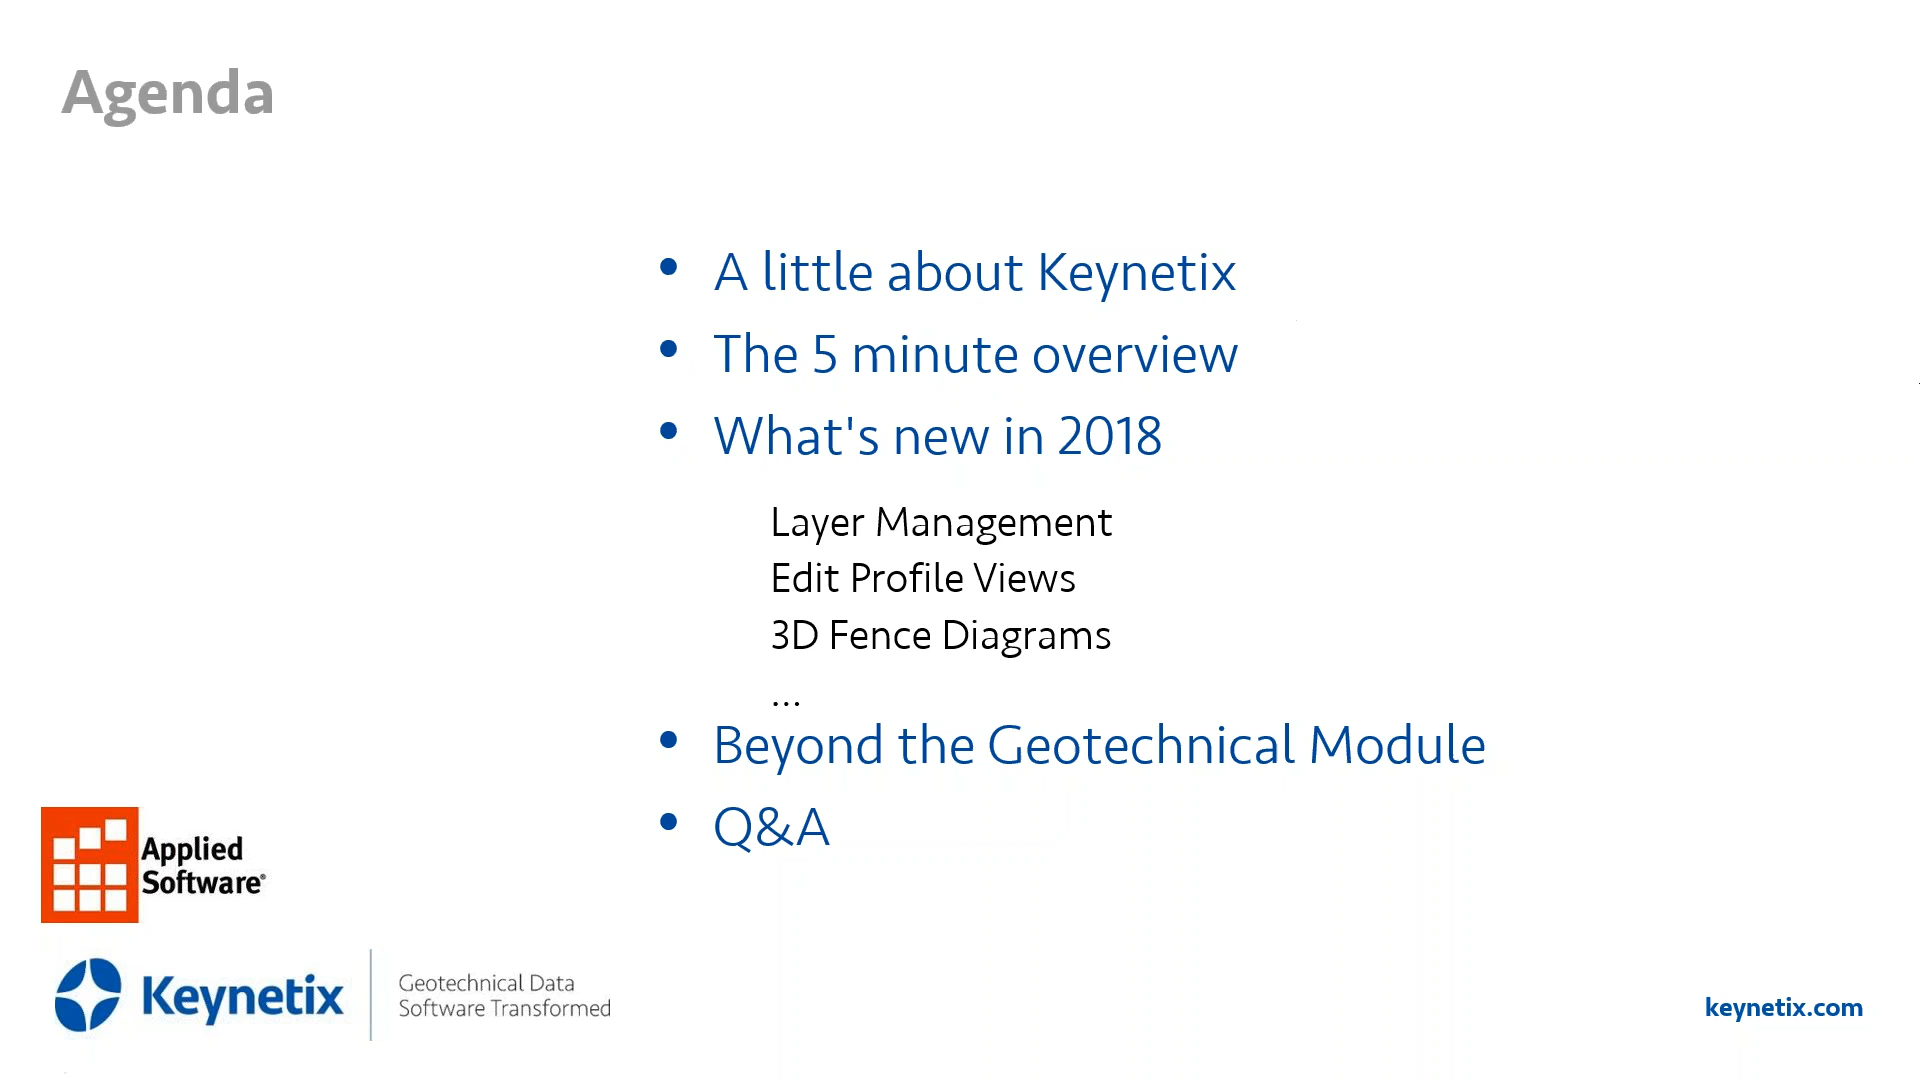 Agenda
• A little about Keynetix
• The 5 minute overview
• What's new in 2018
Layer Management
Edit Profile Views
3D Fence Diagrams
...
• Beyond the Geotechnical Module
• Q&A
Applied
Software®
Keynetix
Geotechnical Data
Software Transformed
keynetix.com